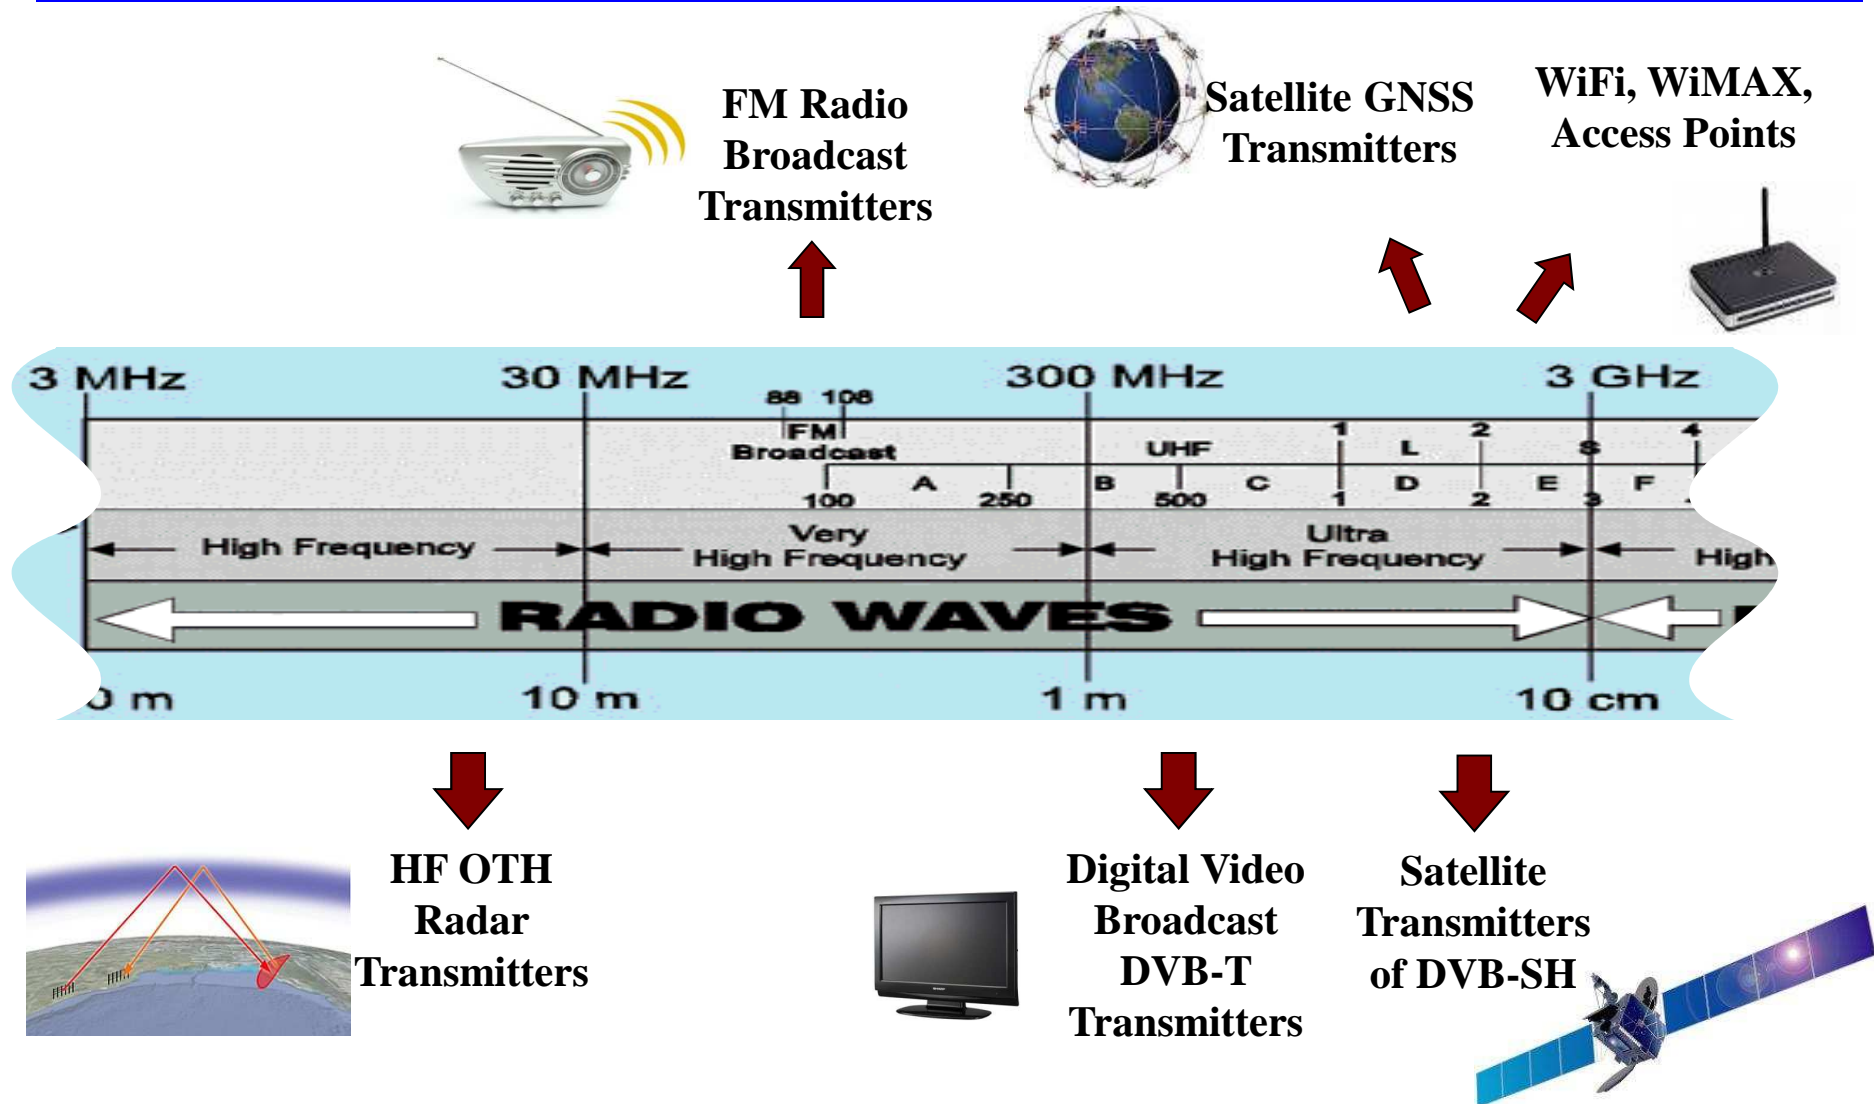 FM Radio
Broadcast
Transmitters
Satellite GNSS
Transmitters
WiFi, WiMAX,
Access Points
3 MHz 30 MHz 300 MHz 3 GHz
88 108
FM
Broadcast
1 2 4
UHF L S
A B C D E F
100 250 500 1 2 3
High Frequency
Very
High Frequency
Ultra
High Frequency
High
RADIO WAVES
0 m 10 m 1 m 10 cm
HF OTH
Radar
Transmitters
Digital Video
Broadcast
DVB-T
Transmitters
Satellite
Transmitters
of DVB-SH